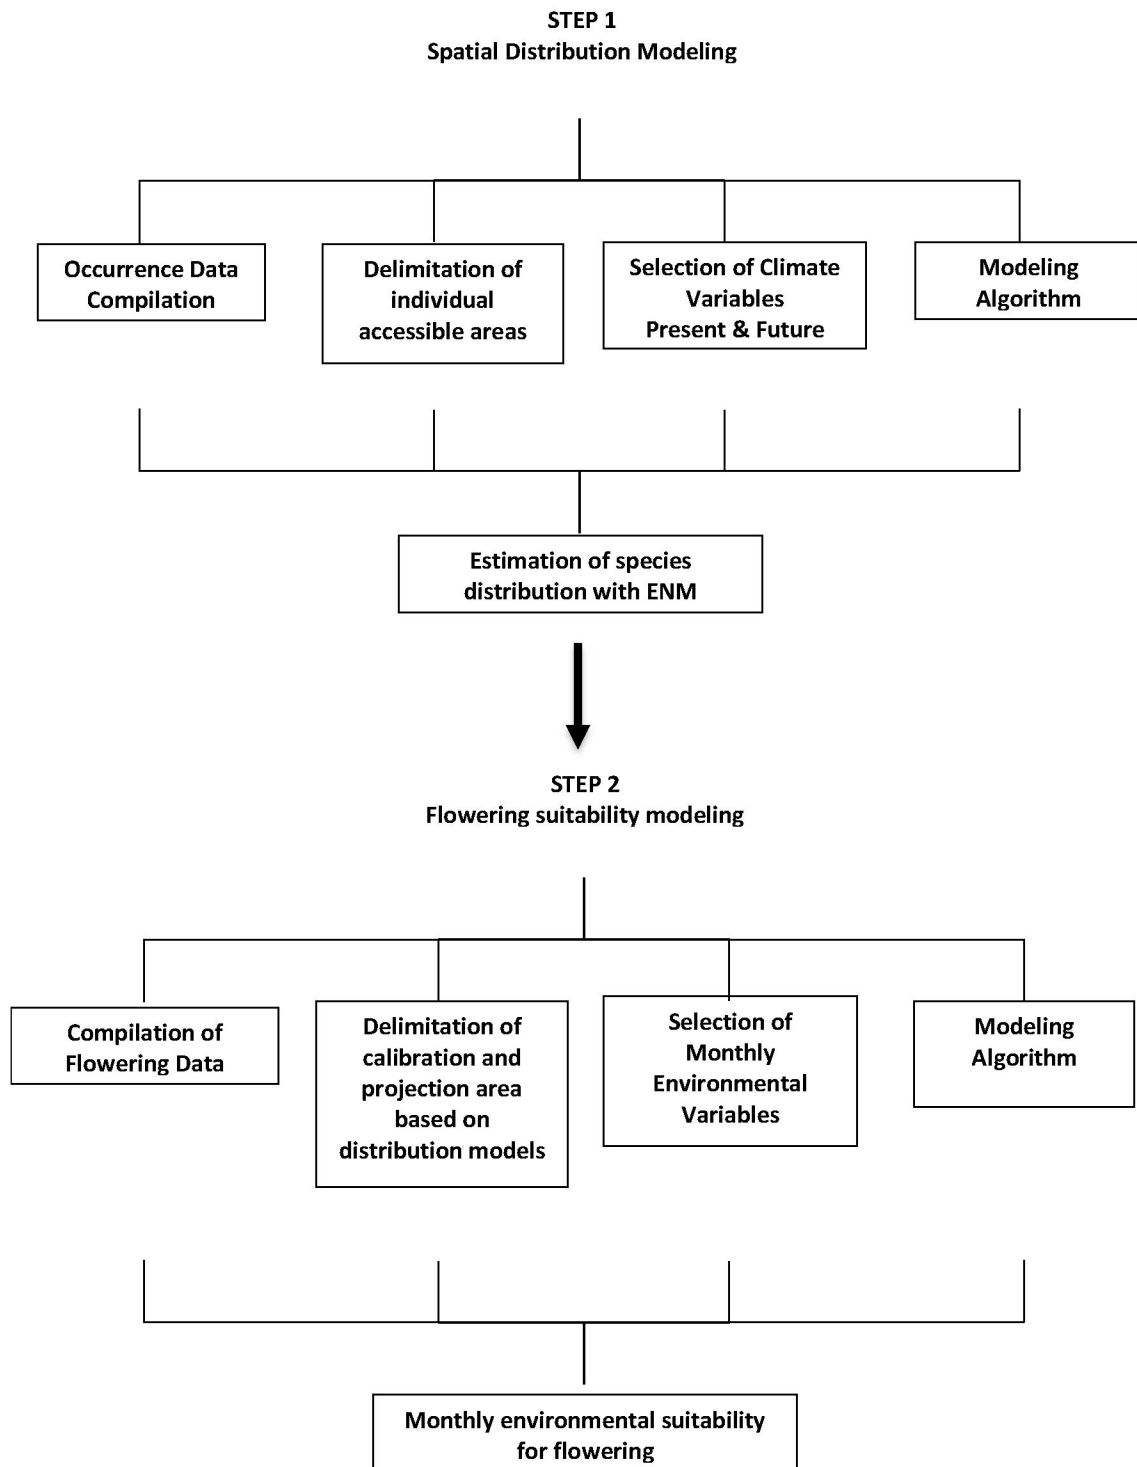 STEP 1
Spatial Distribution Modeling
Occurrence Data
Compilation
Delimitation of
individual
accessible areas
Selection of Climate
Variables
Present & Future
Modeling
Algorithm
Estimation of species
distribution with ENM
STEP 2
Flowering suitability modeling
Compilation of
Flowering Data
Delimitation of
calibration and
projection area
based on
distribution models
Selection of
Monthly
Environmental
Variables
Modeling
Algorithm
Monthly environmental suitability
for flowering